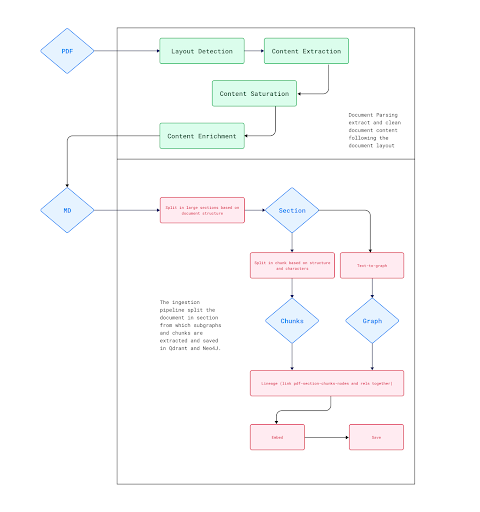 PDF
Layout Detection
Content Extraction
Content Saturation
Document Parsing
extract and clean
document content
following the
document layout
Content Enrichment
MD
Split in large sections based on
document structure
Section
Split in chunk based on structure
and characters
Text-to-graph
The ingestion
pipeline split the
document in section
from which subgraphs
and chunks are
extracted and saved
in Qdrant and Neo4J.
Chunks
Graph
Lineage (link pdf-section-chunks-nodes and rels together)
Embed
Save